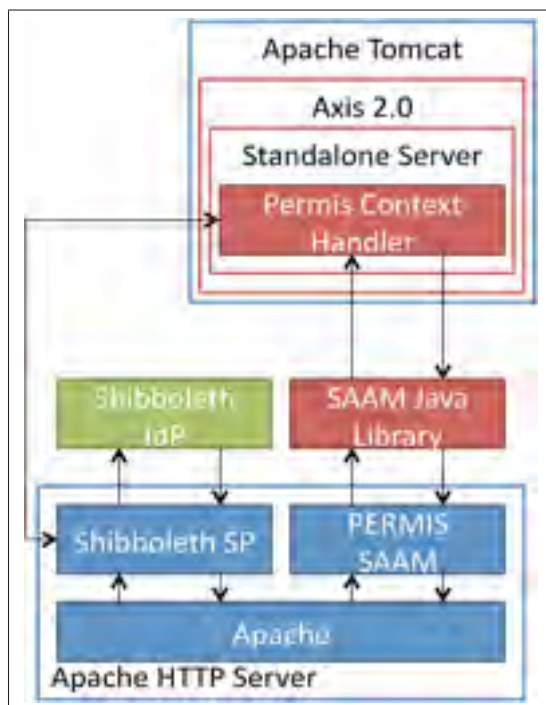 Apache Tomcat
Axis 2.0
Standalone Server
Permis Context
Handler
Shibboleth
IdP
SAAM Java
Library
Shibboleth SP
PERMIS
SAAM
Apache
Apache HTTP Server